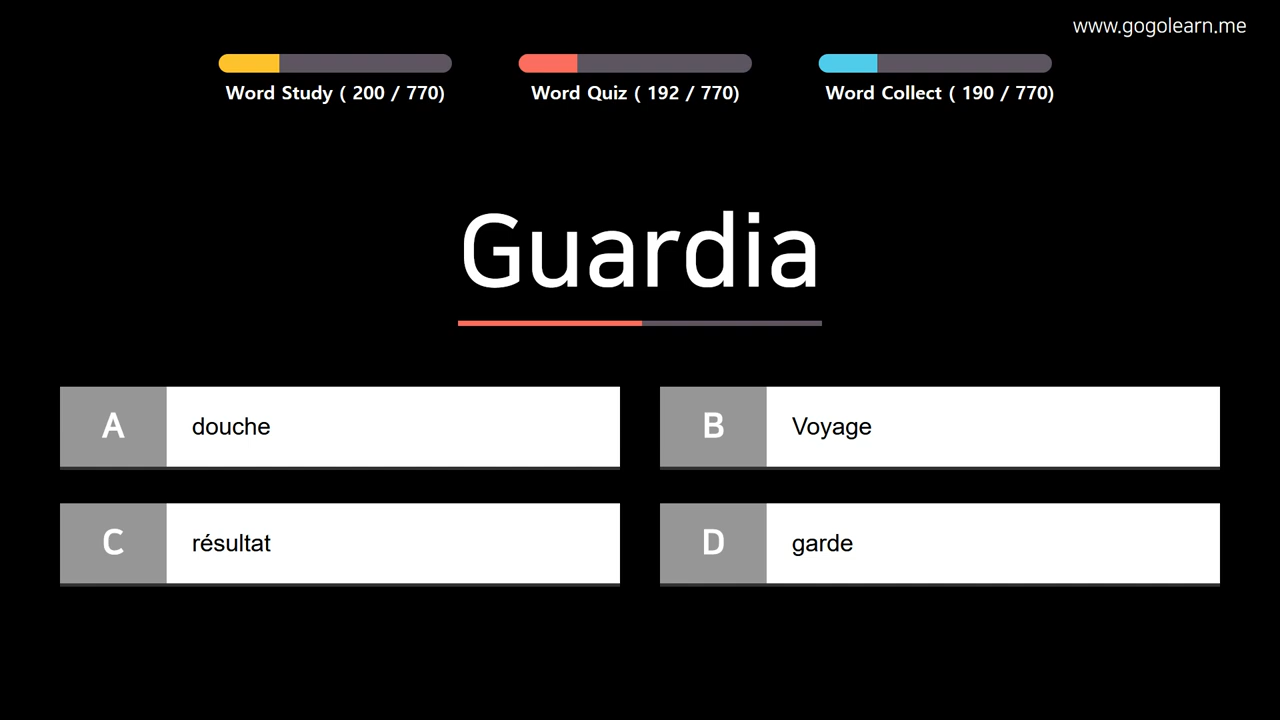 www.gogolearn.me
Word Study ( 200 / 770)
Word Quiz ( 192 / 770)
Word Collect ( 190 / 770)
Guardia
A douche
B Voyage
C résultat
D garde